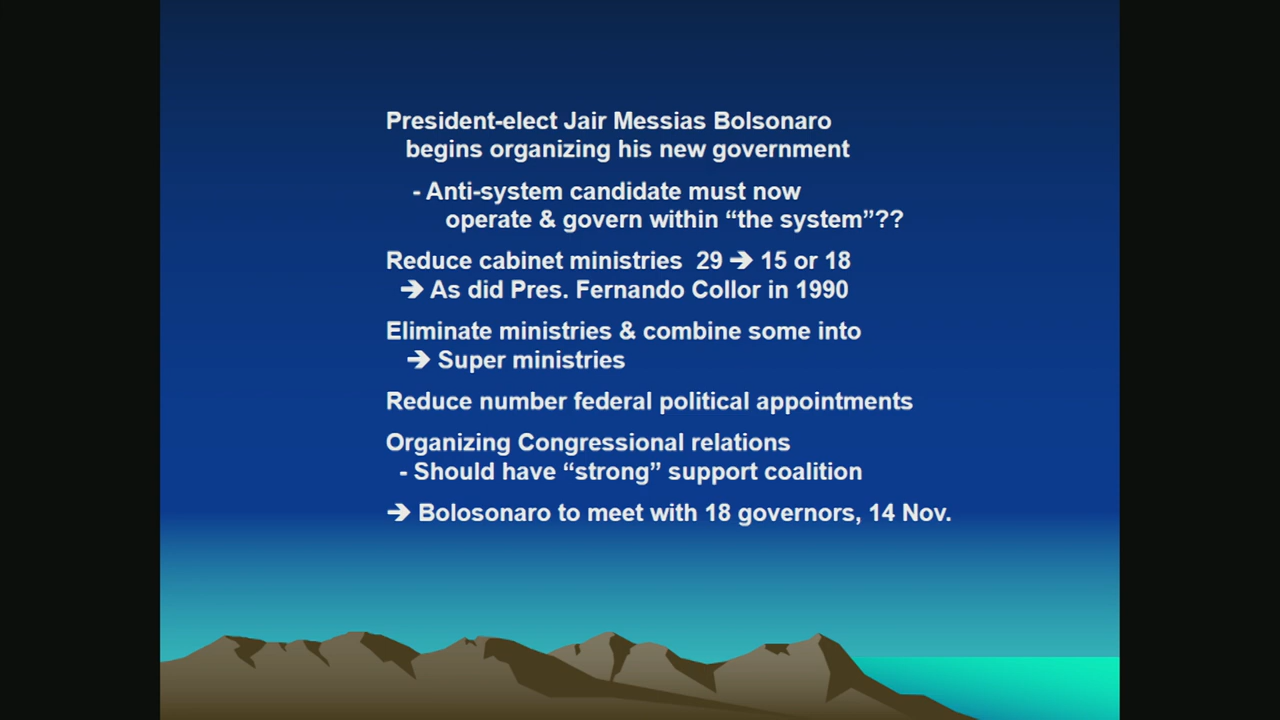 President-elect Jair Messias Bolsonaro
begins organizing his new government
- Anti-system candidate must now
operate & govern within “the system”??
Reduce cabinet ministries 29 ➔ 15 or 18
➔ As did Pres. Fernando Collor in 1990
Eliminate ministries & combine some into
➔ Super ministries
Reduce number federal political appointments
Organizing Congressional relations
- Should have “strong” support coalition
➔ Bolosonaro to meet with 18 governors, 14 Nov.